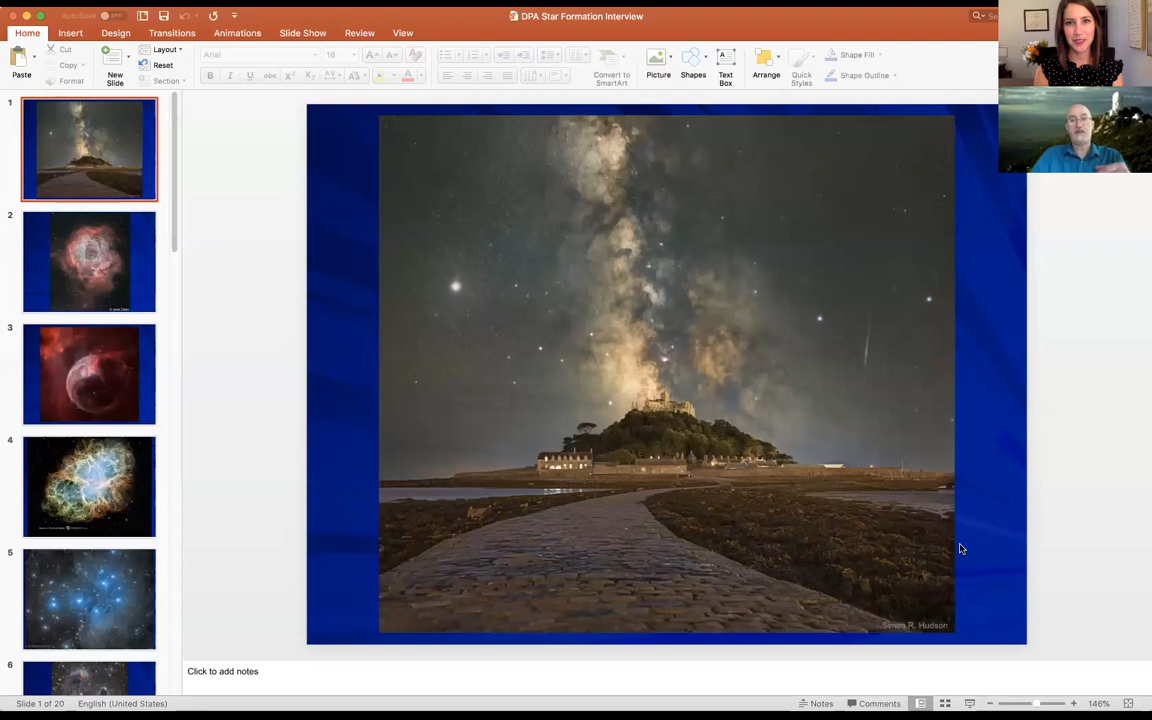 AutoSave OFF
DPA Star Formation Interview
Home Insert Design Transitions Animations Slide Show Review View
Paste
Cut
Copy
Format
New
Slide
Layout
Reset
Section
Arial 18
Convert to
SmartArt
Picture
Shapes
Text
Box
Arrange
Quick
Styles
Shape Fill
Shape Outline
1
2
3
4
5
6
Simon R. Hudson
Click to add notes
Slide 1 of 20 English (United States) Notes Comments 146%